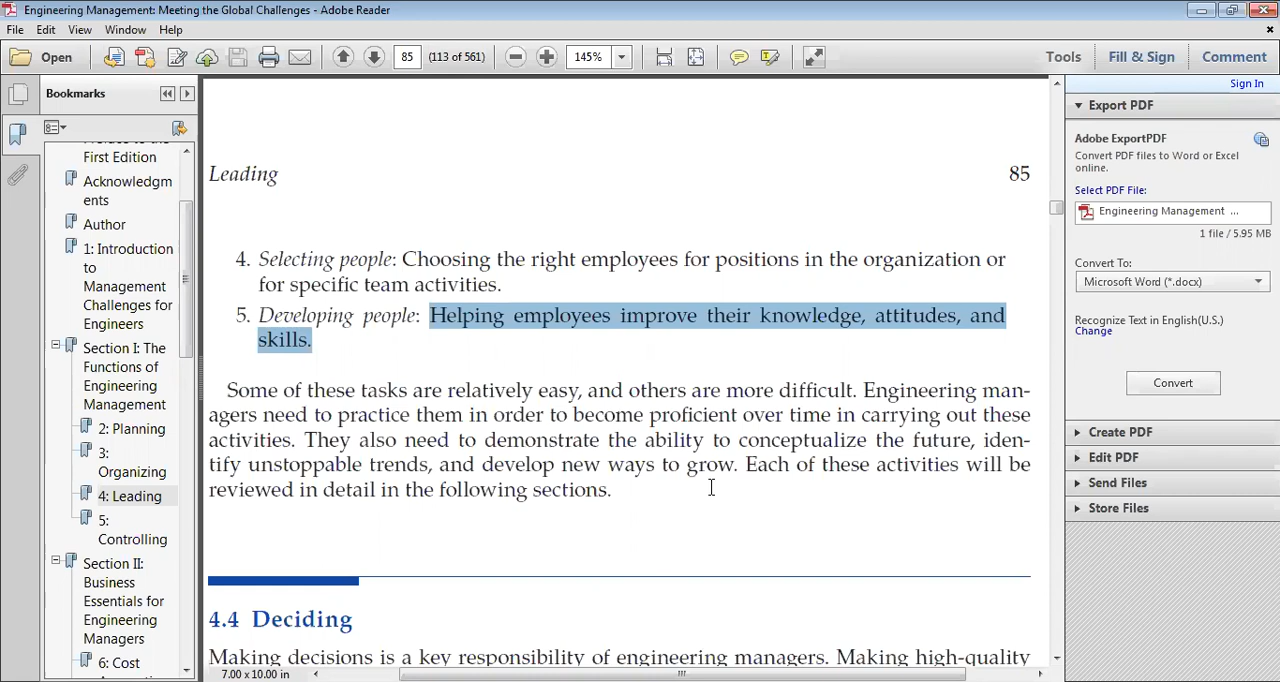 Engineering Management: Meeting the Global Challenges - Adobe Reader
File Edit View Window Help
Open 85 (113 of 561) 145% Tools Fill & Sign Comment
Bookmarks
First Edition
Acknowledgm
ents
Author
1: Introduction
to
Management
Challenges for
Engineers
Section I: The
Functions of
Engineering
Management
2: Planning
3:
Organizing
4: Leading
5:
Controlling
Section II:
Business
Essentials for
Engineering
Managers
6: Cost
Leading 85
4. Selecting people: Choosing the right employees for positions in the organization or
for specific team activities.
5. Developing people: Helping employees improve their knowledge, attitudes, and
skills.
Some of these tasks are relatively easy, and others are more difficult. Engineering man-
agers need to practice them in order to become proficient over time in carrying out these
activities. They also need to demonstrate the ability to conceptualize the future, iden-
tify unstoppable trends, and develop new ways to grow. Each of these activities will be
reviewed in detail in the following sections.
4.4 Deciding
Making decisions is a key responsibility of engineering managers. Making high-quality
7.00 x 10.00 in
Sign In
Export PDF
Adobe ExportPDF
Convert PDF files to Word or Excel
online.
Select PDF File:
Engineering Management ...
1 file / 5.95 MB
Convert To:
Microsoft Word (*.docx)
Recognize Text in English(U.S.)
Change
Convert
Create PDF
Edit PDF
Send Files
Store Files